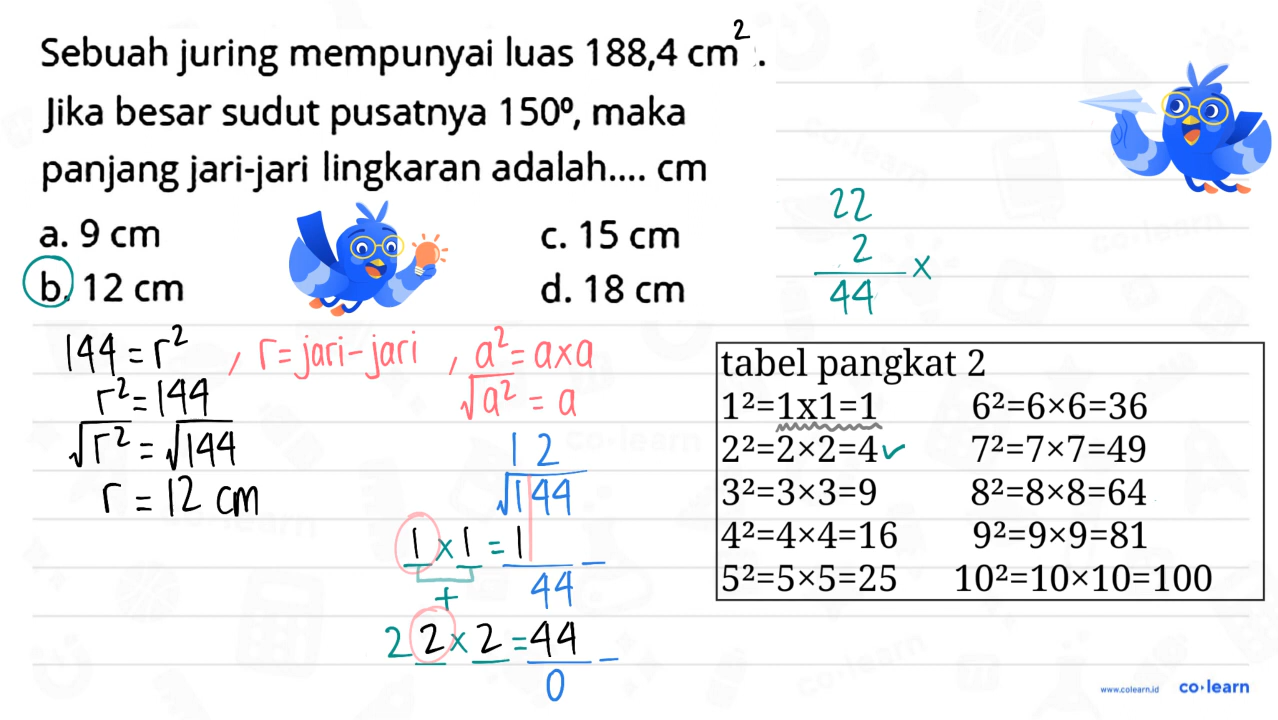 Sebuah juring mempunyai luas 188,4 cm².
Jika besar sudut pusatnya 150⁰, maka
panjang jari-jari lingkaran adalah.... cm
a. 9 cm
b. 12 cm
c. 15 cm
d. 18 cm
144 = r² , r = jari-jari , a² = a x a
r² = 144
√a² = a
√r² = √144
r = 12 cm
12
√144
1 x 1 = 1
44 –
+
2 2 x 2 = 44
0 –
22
2
x
44
tabel pangkat 2
1²=1x1=1
2²=2×2=4 ✓
3²=3×3=9
4²=4×4=16
5²=5×5=25
6²=6×6=36
7²=7×7=49
8²=8×8=64
9²=9×9=81
10²=10×10=100
www.colearn.id
co·learn